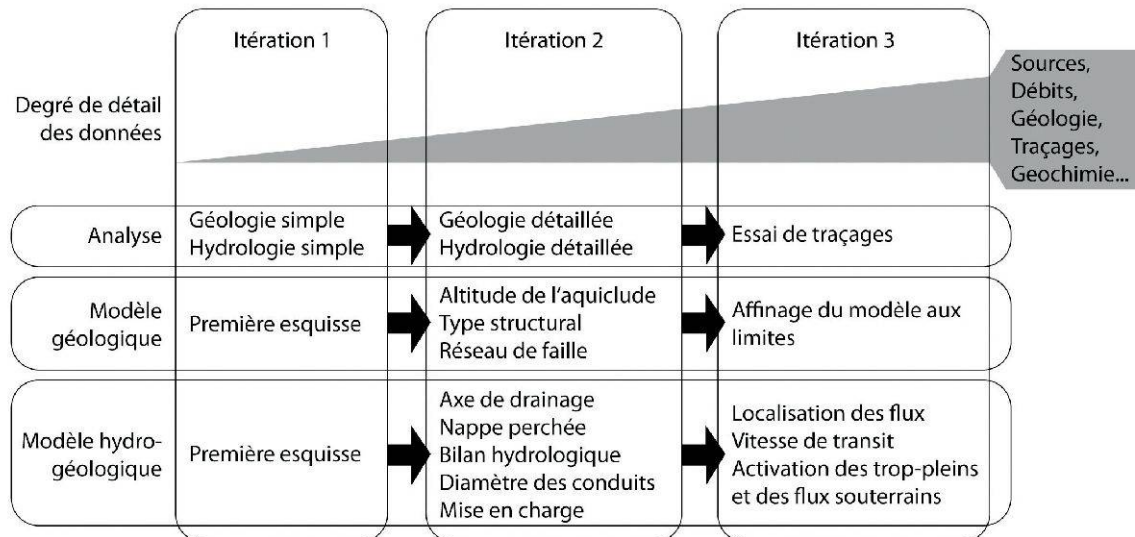 Itération 1
Itération 2
Itération 3
Degré de détail
des données
Sources,
Débits,
Géologie,
Traçages,
Geochimie...
Analyse
Géologie simple
Hydrologie simple
Géologie détaillée
Hydrologie détaillée
Essai de traçages
Modèle
géologique
Première esquisse
Altitude de l'aquiclude
Type structural
Réseau de faille
Affinage du modèle aux
limites
Modèle hydro-
géologique
Première esquisse
Axe de drainage
Nappe perchée
Bilan hydrologique
Diamètre des conduits
Mise en charge
Localisation des flux
Vitesse de transit
Activation des trop-pleins
et des flux souterrains